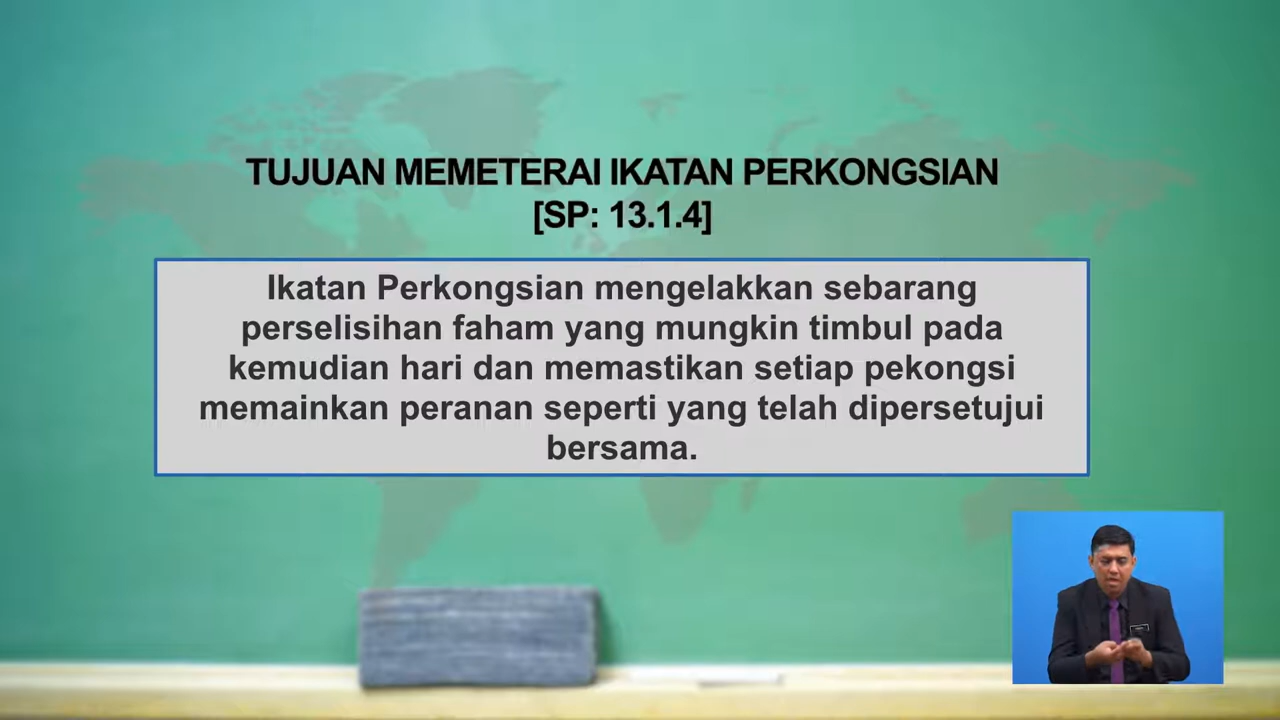 TUJUAN MEMETERAI IKATAN PERKONGSIAN
[SP: 13.1.4]
Ikatan Perkongsian mengelakkan sebarang
perselisihan faham yang mungkin timbul pada
kemudian hari dan memastikan setiap pekongsi
memainkan peranan seperti yang telah dipersetujui
bersama.